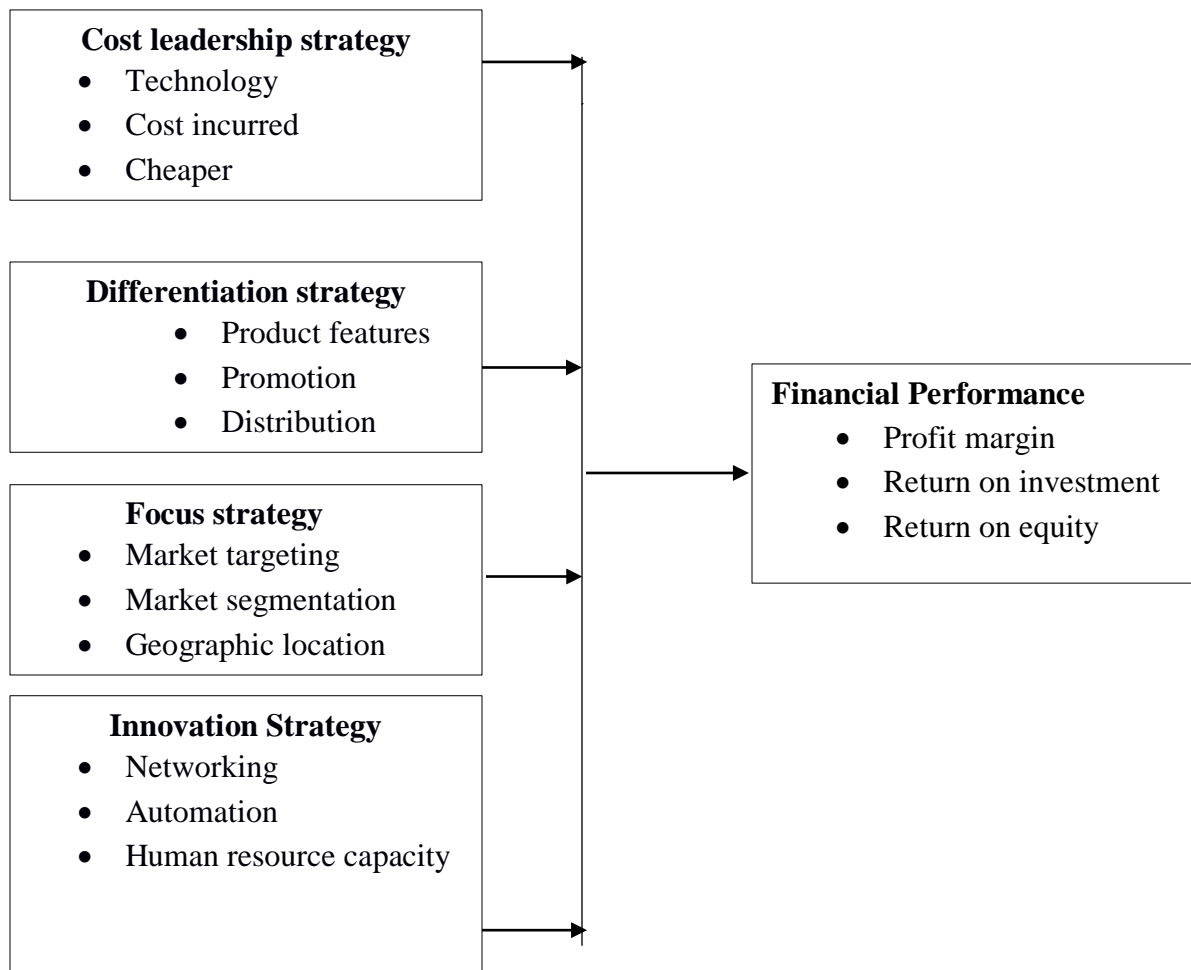 Cost leadership strategy
• Technology
• Cost incurred
• Cheaper
Differentiation strategy
• Product features
• Promotion
• Distribution
Focus strategy
• Market targeting
• Market segmentation
• Geographic location
Innovation Strategy
• Networking
• Automation
• Human resource capacity
Financial Performance
• Profit margin
• Return on investment
• Return on equity